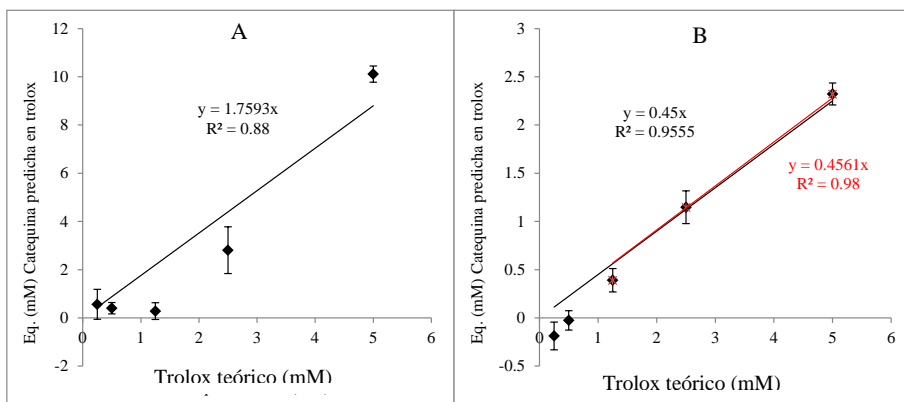 A
Eq. (mM) Catequina predicha en trolox
12
10
8
6
4
2
0
-2
y = 1.7593x
R² = 0.88
0 1 2 3 4 5 6
Trolox teórico (mM)
B
Eq. (mM) Catequina predicha en trolox
3
2.5
2
1.5
1
0.5
0
-0.5
y = 0.45x
R² = 0.9555
y = 0.4561x
R² = 0.98
0 1 2 3 4 5 6
Trolox teórico (mM)